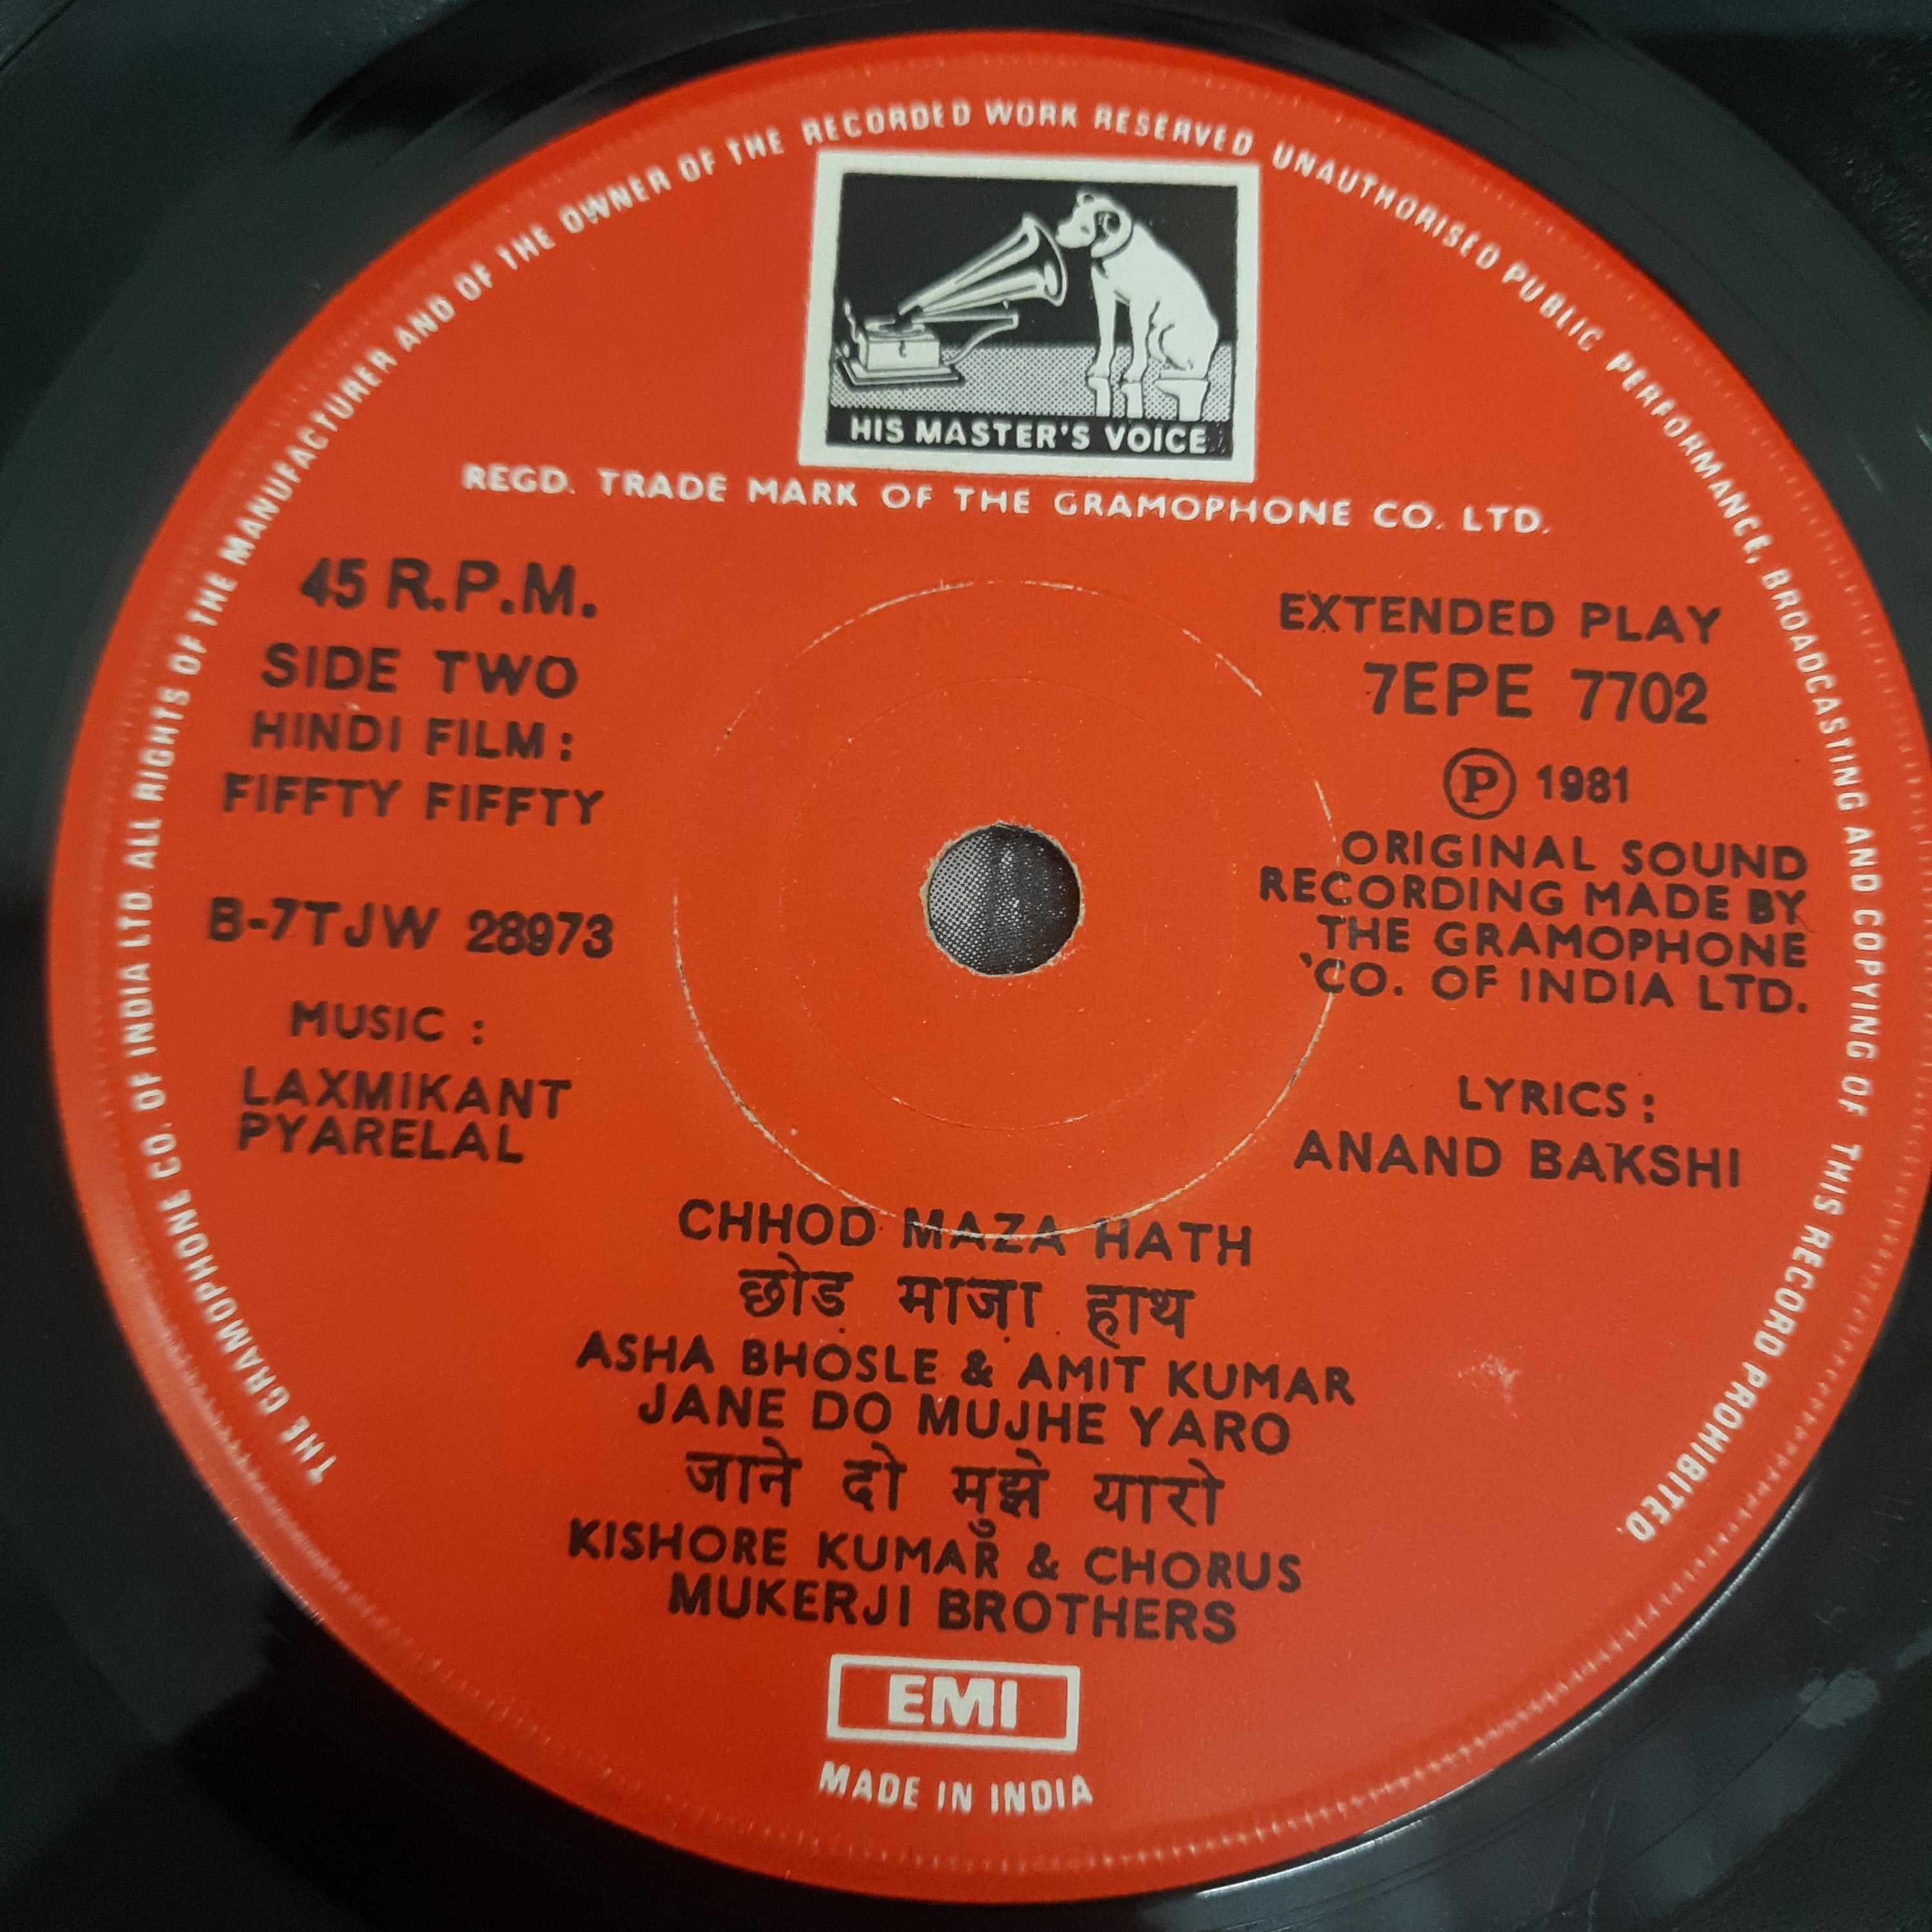 THE GRAMOPHONE CO. OF INDIA LTD. ALL RIGHTS OF THE MANUFACTURER AND OF THE OWNER OF THE RECORDED WORK RESERVED UNAUTHORISED PUBLIC PERFORMANCE, BROADCASTING AND COPYING OF THIS RECORD PROHIBITED.
HIS MASTER'S VOICE
REGD. TRADE MARK OF THE GRAMOPHONE CO. LTD.
45 R.P.M.
SIDE TWO
HINDI FILM:
FIFFTY FIFFTY
B-7TJW 28973
MUSIC :
LAXMIKANT
PYARELAL
EXTENDED PLAY
7EPE 7702
Ⓟ 1981
ORIGINAL SOUND
RECORDING MADE BY
THE GRAMOPHONE
CO. OF INDIA LTD.
LYRICS:
ANAND BAKSHI
CHHOD MAZA HATH
छोड माज़ा हाथ
ASHA BHOSLE & AMIT KUMAR
JANE DO MUJHE YARO
जाने दो मुझे यारो
KISHORE KUMAR & CHORUS
MUKERJI BROTHERS
EMI
MADE IN INDIA